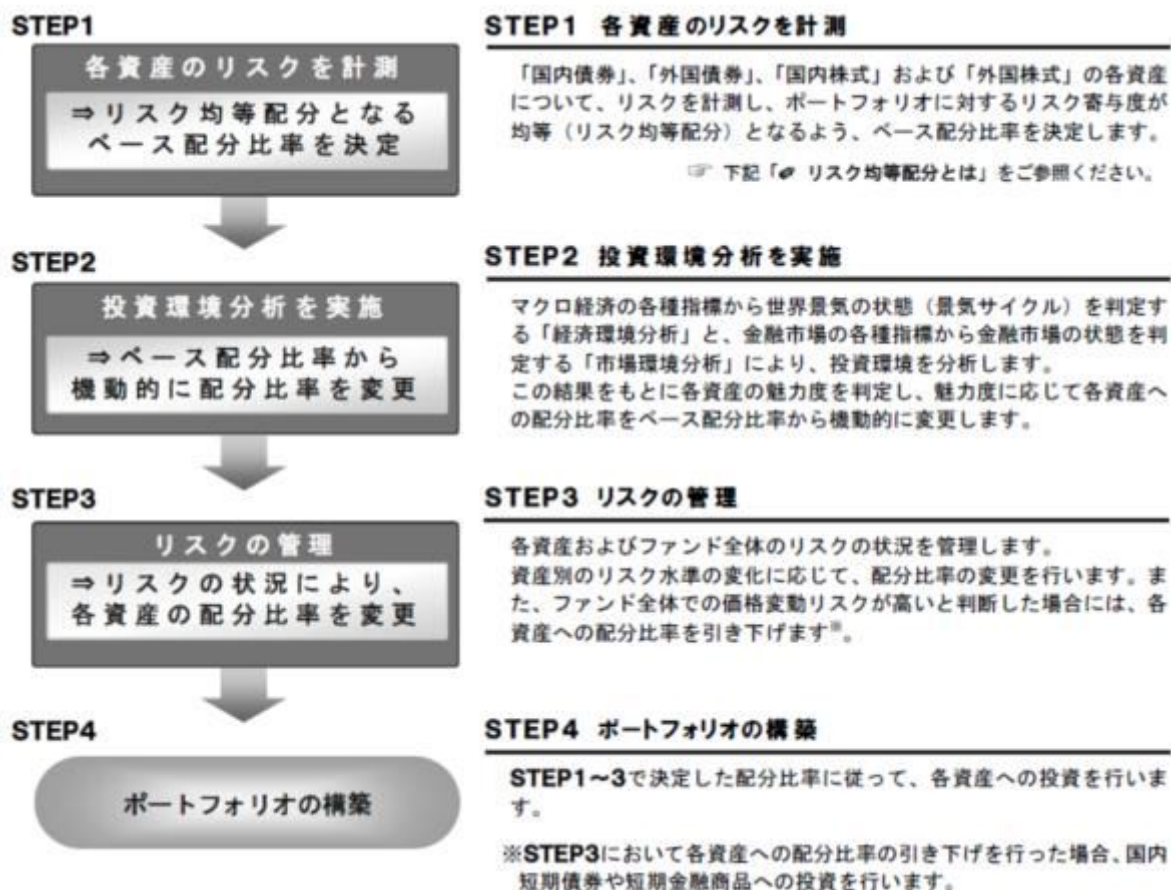 STEP1
各資産のリスクを計測
⇒リスク均等配分となる
ベース配分比率を決定
STEP1 各資産のリスクを計測
「国内債券」、「外国債券」、「国内株式」および「外国株式」の各資産
について、リスクを計測し、ポートフォリオに対するリスク寄与度が
均等（リスク均等配分）となるよう、ベース配分比率を決定します。
☞ 下記「✐ リスク均等配分とは」をご参照ください。
STEP2
投資環境分析を実施
⇒ベース配分比率から
機動的に配分比率を変更
STEP2 投資環境分析を実施
マクロ経済の各種指標から世界景気の状態（景気サイクル）を判定す
る「経済環境分析」と、金融市場の各種指標から金融市場の状態を判
定する「市場環境分析」により、投資環境を分析します。
この結果をもとに各資産の魅力度を判定し、魅力度に応じて各資産へ
の配分比率をベース配分比率から機動的に変更します。
STEP3
リスクの管理
⇒リスクの状況により、
各資産の配分比率を変更
STEP3 リスクの管理
各資産およびファンド全体のリスクの状況を管理します。
資産別のリスク水準の変化に応じて、配分比率の変更を行います。ま
た、ファンド全体での価格変動リスクが高いと判断した場合には、各
資産への配分比率を引き下げます※。
STEP4
ポートフォリオの構築
STEP4 ポートフォリオの構築
STEP1～3で決定した配分比率に従って、各資産への投資を行いま
す。
※STEP3において各資産への配分比率の引き下げを行った場合、国内
短期債券や短期金融商品への投資を行います。